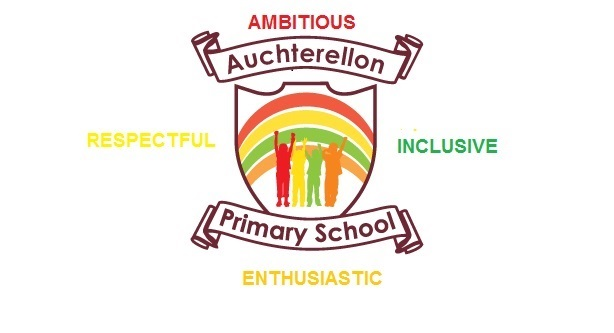 AMBITIOUS
Auchterellon
RESPECTFUL
INCLUSIVE
Primary School
ENTHUSIASTIC